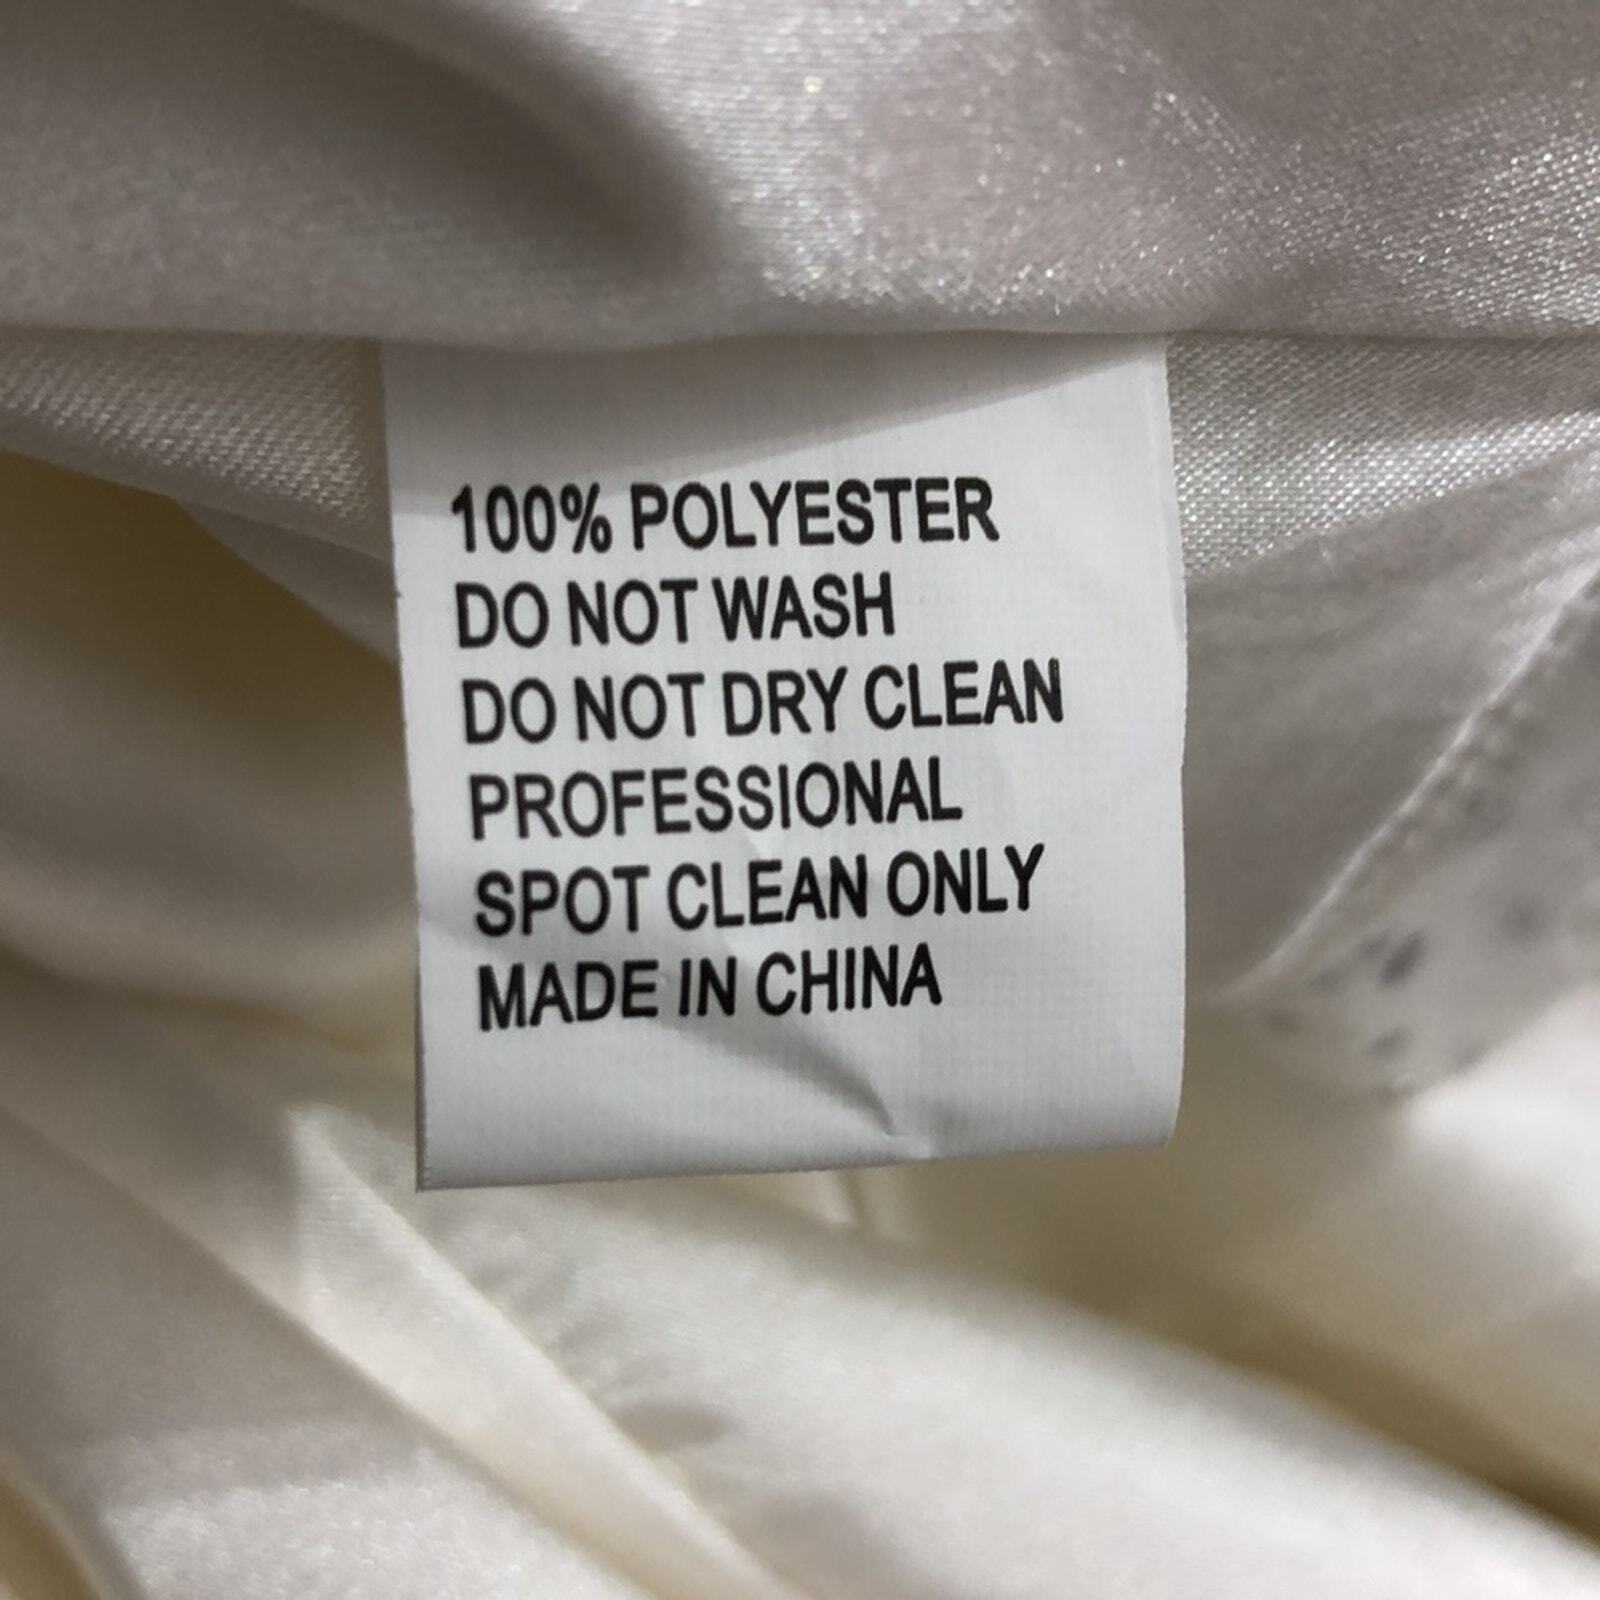 100% POLYESTER
DO NOT WASH
DO NOT DRY CLEAN
PROFESSIONAL
SPOT CLEAN ONLY
MADE IN CHINA